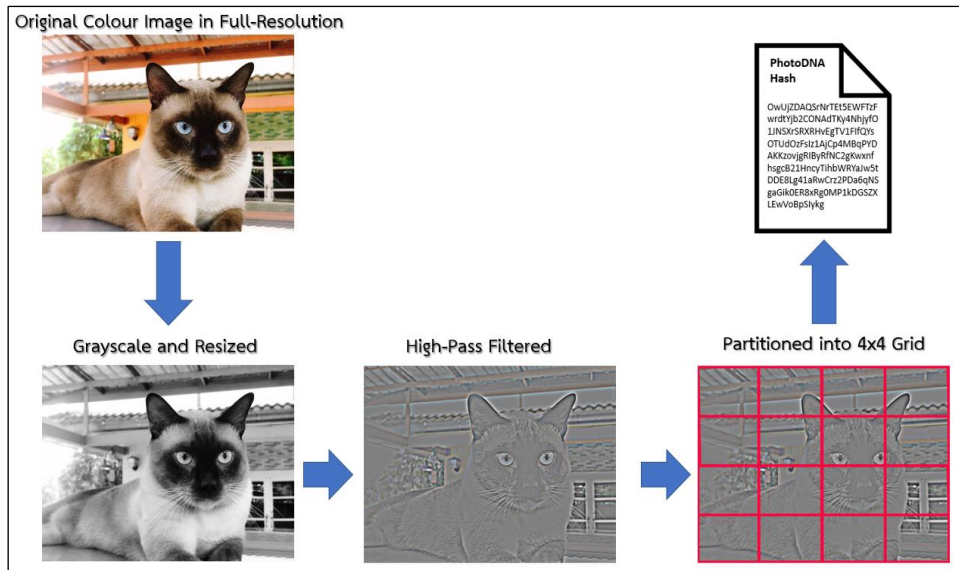 Original Colour Image in Full-Resolution
PhotoDNA
Hash
OwUjZDAQSrNrTEt5EWFTzF
wrdtYjb2CONAdTKy4NhjyfO
1JNSXrSRXRHvEgTV1FIfQYs
OTUdOzFsIz1AjCp4MBqPYD
AKKzovjgRIByRfNC2gKwxnf
hsgcB21HncyTihbWRYaJw5t
DDE8Lg41aRwCrz2PDa6qNS
gaGik0ER8xRg0MP1kDGSZX
LEwVoBpSIykg
Grayscale and Resized
High-Pass Filtered
Partitioned into 4x4 Grid